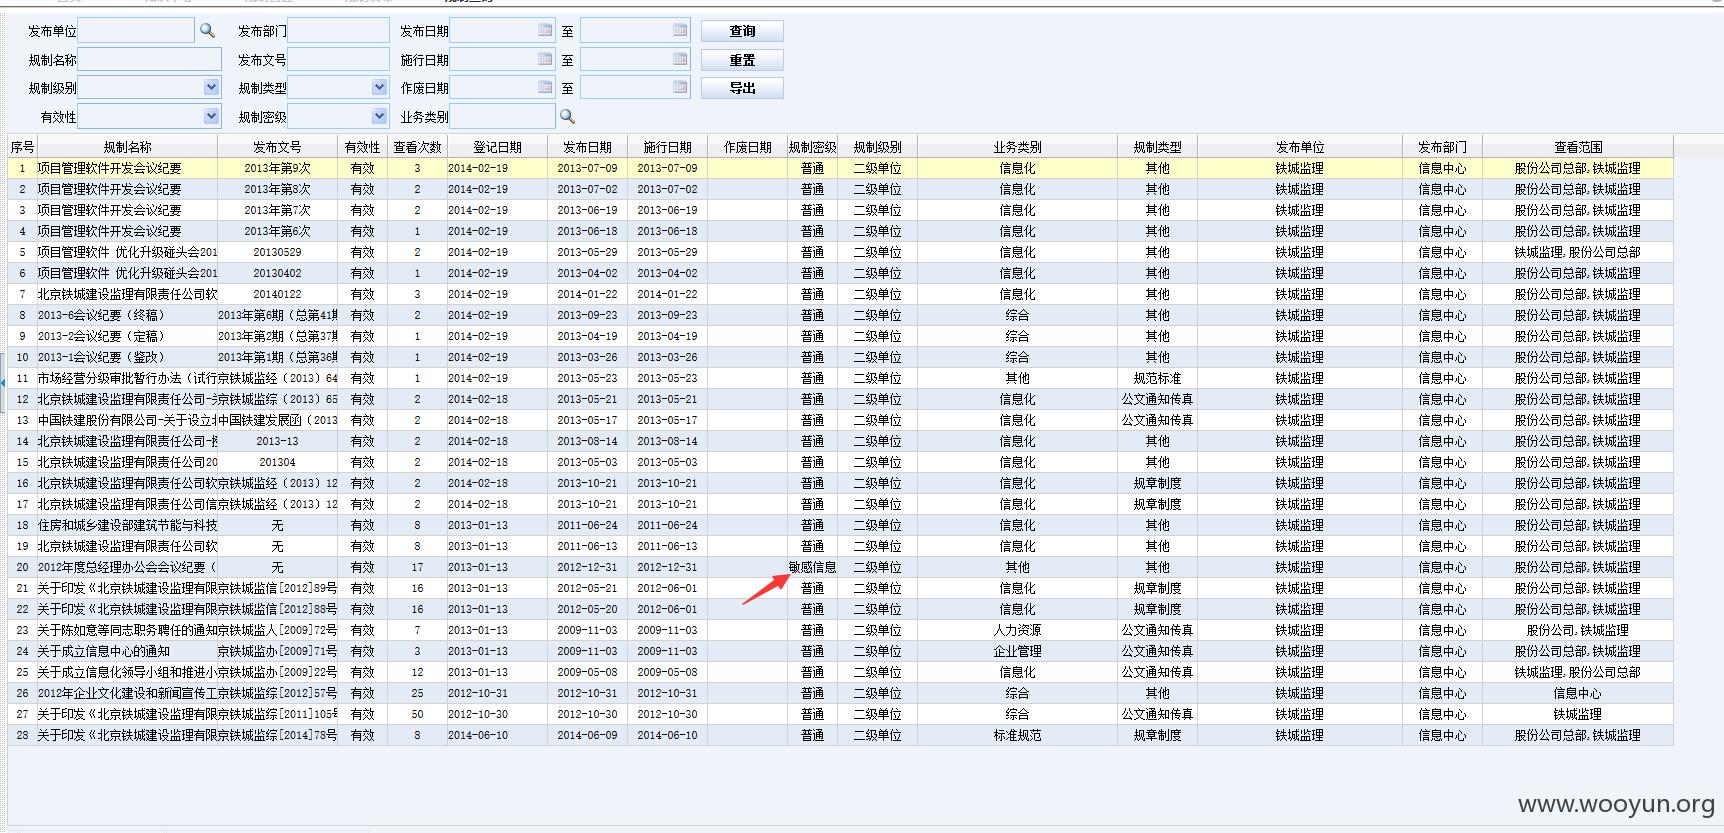 发布单位 发布部门 发布日期 至 查询
规制名称 发布文号 施行日期 至 重置
规制级别 规制类型 作废日期 至 导出
有效性 规制密级 业务类别
序号 规制名称 发布文号 有效性 查看次数 登记日期 发布日期 施行日期 作废日期 规制密级 规制级别 业务类别 规制类型 发布单位 发布部门 查看范围
1 项目管理软件开发会议纪要 2013年第9次 有效 3 2014-02-19 2013-07-09 2013-07-09 普通 二级单位 信息化 其他 铁城监理 信息中心 股份公司总部,铁城监理
2 项目管理软件开发会议纪要 2013年第8次 有效 2 2014-02-19 2013-07-02 2013-07-02 普通 二级单位 信息化 其他 铁城监理 信息中心 股份公司总部,铁城监理
3 项目管理软件开发会议纪要 2013年第7次 有效 2 2014-02-19 2013-06-19 2013-06-19 普通 二级单位 信息化 其他 铁城监理 信息中心 股份公司总部,铁城监理
4 项目管理软件开发会议纪要 2013年第6次 有效 1 2014-02-19 2013-06-18 2013-06-18 普通 二级单位 信息化 其他 铁城监理 信息中心 股份公司总部,铁城监理
5 项目管理软件 优化升级碰头会201 20130529 有效 2 2014-02-19 2013-05-29 2013-05-29 普通 二级单位 信息化 其他 铁城监理 信息中心 铁城监理,股份公司总部
6 项目管理软件 优化升级碰头会201 20130402 有效 1 2014-02-19 2013-04-02 2013-04-02 普通 二级单位 信息化 其他 铁城监理 信息中心 股份公司总部,铁城监理
7 北京铁城建设监理有限责任公司软 20140122 有效 3 2014-02-19 2014-01-22 2014-01-22 普通 二级单位 信息化 其他 铁城监理 信息中心 股份公司总部,铁城监理
8 2013-6会议纪要（终稿） 2013年第6期（总第41期 有效 2 2014-02-19 2013-09-23 2013-09-23 普通 二级单位 综合 其他 铁城监理 信息中心 股份公司总部,铁城监理
9 2013-2会议纪要（定稿） 2013年第2期（总第37期 有效 1 2014-02-19 2013-04-19 2013-04-19 普通 二级单位 综合 其他 铁城监理 信息中心 股份公司总部,铁城监理
10 2013-1会议纪要（鉴改） 2013年第1期（总第36期 有效 1 2014-02-19 2013-03-26 2013-03-26 普通 二级单位 综合 其他 铁城监理 信息中心 股份公司总部,铁城监理
11 市场经营分级审批暂行办法（试行 京铁城监经（2013）64 有效 1 2014-02-19 2013-05-23 2013-05-23 普通 二级单位 其他 规范标准 铁城监理 信息中心 股份公司总部,铁城监理
12 北京铁城建设监理有限责任公司-关 京铁城监综（2013）65 有效 2 2014-02-18 2013-05-21 2013-05-21 普通 二级单位 信息化 公文通知传真 铁城监理 信息中心 股份公司总部,铁城监理
13 中国铁建股份有限公司-关于设立北 中国铁建发展函（2013 有效 2 2014-02-18 2013-05-17 2013-05-17 普通 二级单位 信息化 公文通知传真 铁城监理 信息中心 股份公司总部,铁城监理
14 北京铁城建设监理有限责任公司- 2013-13 有效 2 2014-02-18 2013-08-14 2013-08-14 普通 二级单位 信息化 其他 铁城监理 信息中心 股份公司总部,铁城监理
15 北京铁城建设监理有限责任公司20 201304 有效 2 2014-02-18 2013-05-03 2013-05-03 普通 二级单位 信息化 其他 铁城监理 信息中心 股份公司总部,铁城监理
16 北京铁城建设监理有限责任公司软 京铁城监经（2013）12 有效 2 2014-02-18 2013-10-21 2013-10-21 普通 二级单位 信息化 规章制度 铁城监理 信息中心 股份公司总部,铁城监理
17 北京铁城建设监理有限责任公司信 京铁城监经（2013）12 有效 2 2014-02-18 2013-10-21 2013-10-21 普通 二级单位 信息化 规章制度 铁城监理 信息中心 股份公司总部,铁城监理
18 住房和城乡建设部建筑节能与科技 无 有效 8 2013-01-13 2011-06-24 2011-06-24 普通 二级单位 信息化 其他 铁城监理 信息中心 股份公司总部,铁城监理
19 北京铁城建设监理有限责任公司软 无 有效 8 2013-01-13 2011-06-13 2011-06-13 普通 二级单位 信息化 其他 铁城监理 信息中心 股份公司总部,铁城监理
20 2012年度总经理办公会会议纪要（ 无 有效 17 2013-01-13 2012-12-31 2012-12-31 敏感信息 二级单位 其他 其他 铁城监理 信息中心 股份公司总部,铁城监理
21 关于印发《北京铁城建设监理有限 京铁城监信[2012]89号 有效 16 2013-01-13 2012-05-21 2012-06-01 普通 二级单位 信息化 规章制度 铁城监理 信息中心 股份公司总部,铁城监理
22 关于印发《北京铁城建设监理有限 京铁城监信[2012]88号 有效 16 2013-01-13 2012-05-20 2012-06-01 普通 二级单位 信息化 规章制度 铁城监理 信息中心 股份公司总部,铁城监理
23 关于陈如意等同志职务聘任的通知 京铁城监人[2009]72号 有效 7 2013-01-13 2009-11-03 2009-11-03 普通 二级单位 人力资源 公文通知传真 铁城监理 信息中心 股份公司,铁城监理
24 关于成立信息中心的通知 京铁城监办[2009]71号 有效 3 2013-01-13 2009-11-03 2009-11-03 普通 二级单位 企业管理 公文通知传真 铁城监理 信息中心 股份公司总部,铁城监理
25 关于成立信息化领导小组和推进小 京铁城监办[2009]22号 有效 12 2013-01-13 2009-05-08 2009-05-08 普通 二级单位 信息化 公文通知传真 铁城监理 信息中心 铁城监理,股份公司总部
26 2012年企业文化建设和新闻宣传工 京铁城监综[2012]57号 有效 25 2012-10-31 2012-10-31 2012-10-31 普通 二级单位 综合 其他 铁城监理 信息中心 信息中心
27 关于印发《北京铁城建设监理有限 京铁城监综[2011]105号 有效 50 2012-10-30 2012-10-30 2012-10-30 普通 二级单位 综合 公文通知传真 铁城监理 信息中心 铁城监理
28 关于印发《北京铁城建设监理有限 京铁城监综[2014]78号 有效 8 2014-06-10 2014-06-09 2014-06-10 普通 二级单位 标准规范 规章制度 铁城监理 信息中心 股份公司总部,铁城监理
www.wooyun.org